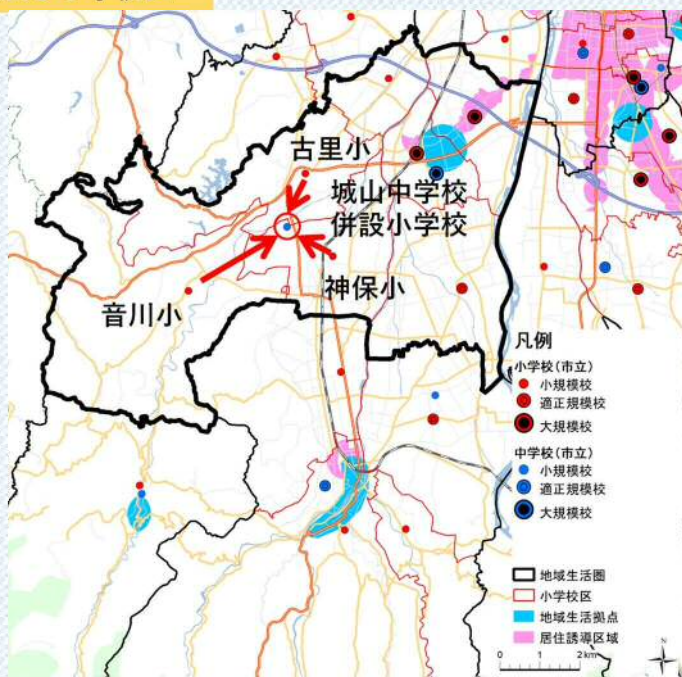 古里小
城山中学校
併設小学校
神保小
音川小
凡例
小学校(市立)
小規模校
適正規模校
大規模校
中学校(市立)
小規模校
適正規模校
大規模校
地域生活圏
小学校区
地域生活拠点
居住誘導区域
0 1 2km
N